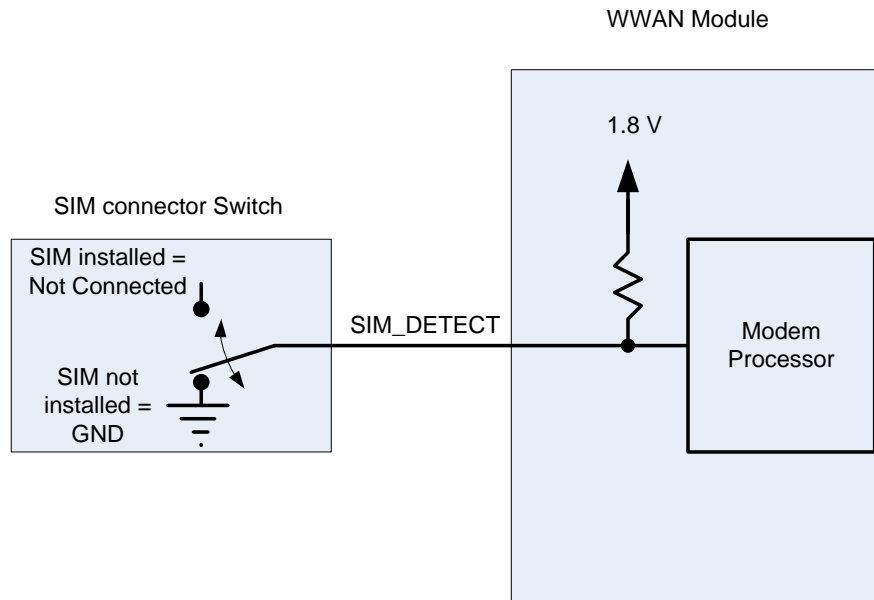 WWAN Module
1.8 V
SIM connector Switch
SIM installed =
Not Connected
SIM_DETECT
Modem
Processor
SIM not
installed =
GND